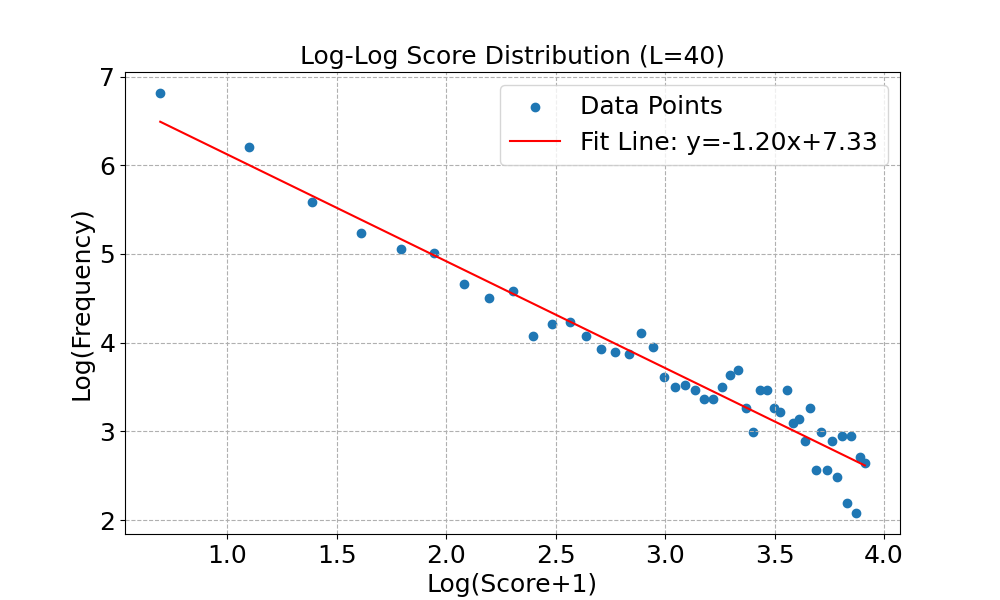 Log-Log Score Distribution (L=40)
Data Points
Fit Line: y=-1.20x+7.33
Log(Frequency)
7
6
5
4
3
2
1.0 1.5 2.0 2.5 3.0 3.5 4.0
Log(Score+1)